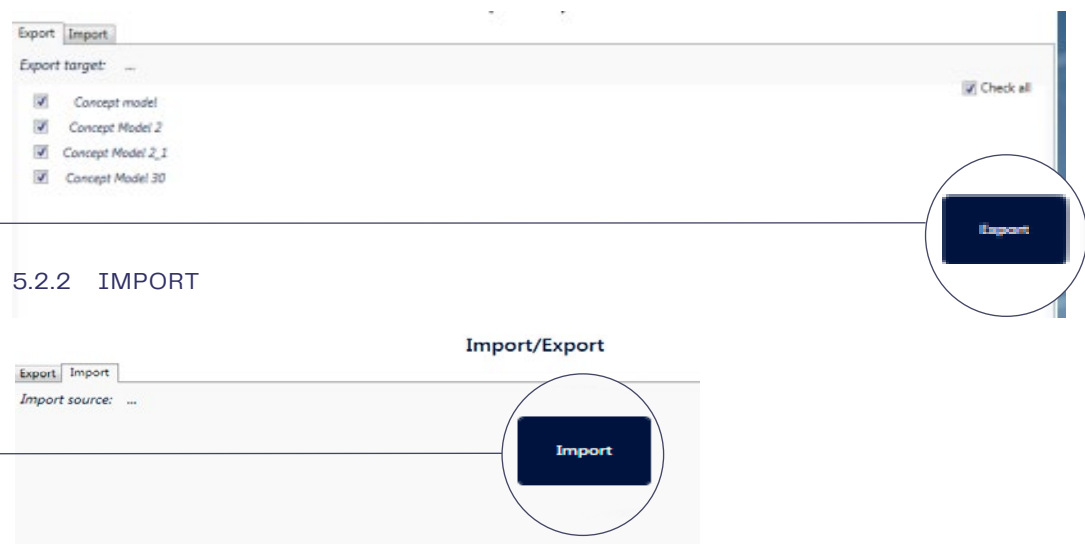 Export Import
Export target: ...
Check all
Concept model
Concept Model 2
Concept Model 2_1
Concept Model 30
Export
5.2.2 IMPORT
Import/Export
Export Import
Import source: ...
Import